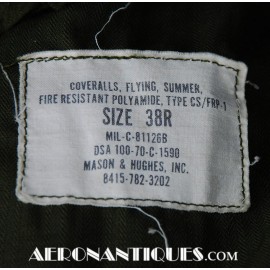 COVERALLS, FLYING, SUMMER,
FIRE RESISTANT POLYAMIDE, TYPE CS/FRP-1
SIZE 38R
MIL-C-81126B
DSA 100-70-C-1590
MASON & HUGHES, INC.
8415-782-3202
AERONANTIQUES.COM